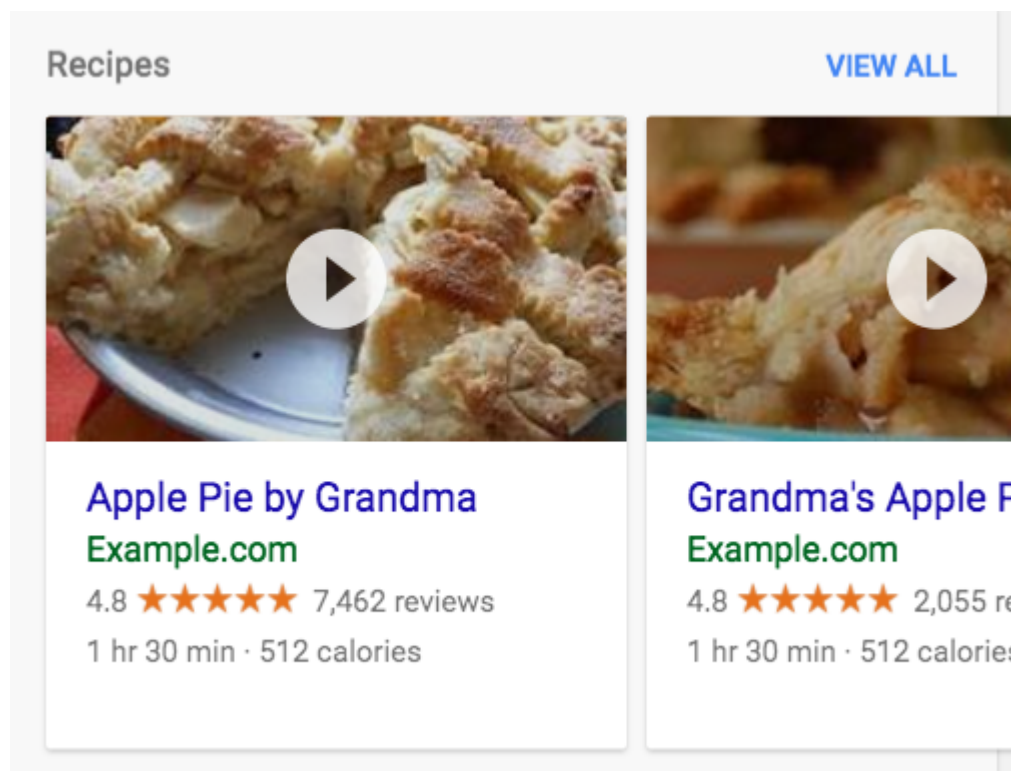 Recipes
VIEW ALL
Apple Pie by Grandma
Example.com
4.8 ★★★★★ 7,462 reviews
1 hr 30 min · 512 calories
Grandma's Apple
Example.com
4.8 ★★★★★ 2,055
1 hr 30 min · 512